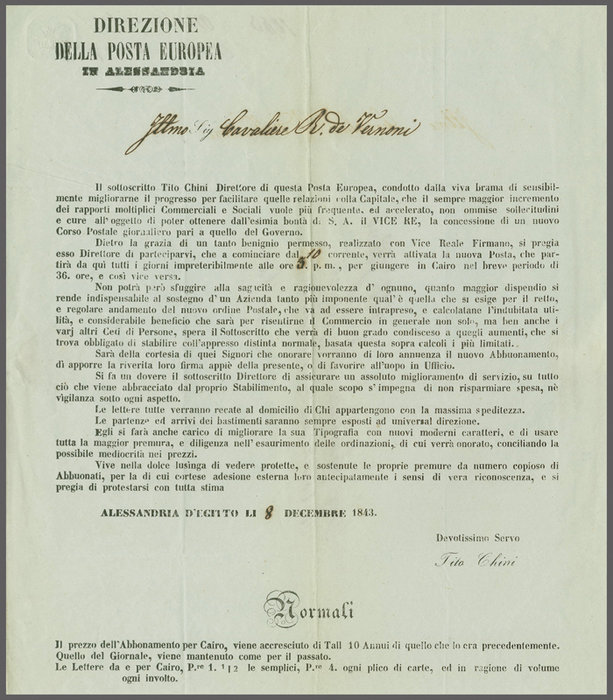 DIREZIONE
DELLA POSTA EUROPEA
IN ALESSANDRIA
Illmo Sig Cavaliere R. de Vernoni
Il sottoscritto Tito Chini Direttore di questa Posta Europea, condotto dalla viva brama di sensibil-
mente migliorarne il progresso per facilitare quelle relazioni colla Capitale, che il sempre maggior incremento
dei rapporti moltiplici Commerciali e Sociali vuole più frequente. ed accelerato, non ommise sollecitudini
e cure all'oggetto di poter ottenere dall'esimia bontà di S. A. il VICE RE, la concessione di un nuovo
Corso Postale giornaliero pari a quello del Governo.
Dietro la grazia di un tanto benignio permesso, realizzato con Vice Reale Firmano, si pregia
esso Direttore di parteciparvi, che a cominciare dal 10 corrente, verrà attivata la nuova Posta, che par-
tirà da quì tutti i giorni impreteribilmente alle ore 5. p. m., per giungere in Cairo nel breve periodo di
36. ore, e così vice versa.
Non potrà però sfuggire alla sagacità e ragionevolezza d' ognuno, quanto maggior dispendio si
rende indispensabile al sostegno d'un Azienda tanto più imponente qual'è quella che si esige per il retto,
e regolare andamento del nuovo ordine Postale, che va ad essere intrapreso, e calcolatane l'indubitata uti-
lità, e considerabile beneficio che sarà per risentirne il Commercio in generale non solo, ma ben anche i
varj altri Ceti di Persone, spera il Sottoscritto che verrà di buon grado condisceso a quegli aumenti, che si
trova obbligato di stabilire coll'appresso distinta normale, basata questa sopra calcoli i più limitati.
Sarà della cortesia di quei Signori che onorare vorranno di loro annuenza il nuovo Abbuonamento,
di apporre la riverita loro firma appiè della presente, o di favorire all'uopo in Ufficio.
Si fa un dovere il sottoscritto Direttore di assicurare un assoluto miglioramento di servizio, su tutto
ciò che viene abbracciato dal proprio Stabilimento, al quale scopo s'impegna di non risparmiare spesa, nè
vigilanza sotto ogni aspetto.
Le lettere tutte verranno recate al domicilio di Chi appartengono con la massima speditezza.
Le partenze ed arrivi dei bastimenti saranno sempre esposti ad universal direzione.
Egli si farà anche carico di migliorare la sua Tipografia con nuovi moderni caratteri, e di usare
tutta la maggior premura, e diligenza nell'esaurimento delle ordinazioni, di cui verrà onorato, conciliando la
possibile mediocrità nei prezzi.
Vive nella dolce lusinga di vedere protette, e sostenute le proprie premure da numero copioso di
Abbuonati, per la di cui cortese adesione esterna loro antecipatamente i sensi di vera riconoscenza, e si
pregia di protestarsi con tutta stima
ALESSANDRIA D'EGITTO LI 8 DECEMBRE 1843.
Devotissimo Servo
Tito Chini
Normali
Il prezzo dell'Abbonamento per Cairo, viene accresciuto di Tall 10 Annui di quello che lo era precedentemente.
Quello del Giornale, viene mantenuto come per il passato.
Le Lettere da e per Cairo, P.re 1. 1|2 le semplici, P.re 4. ogni plico di carte, ed in ragione di volume
ogni involto.